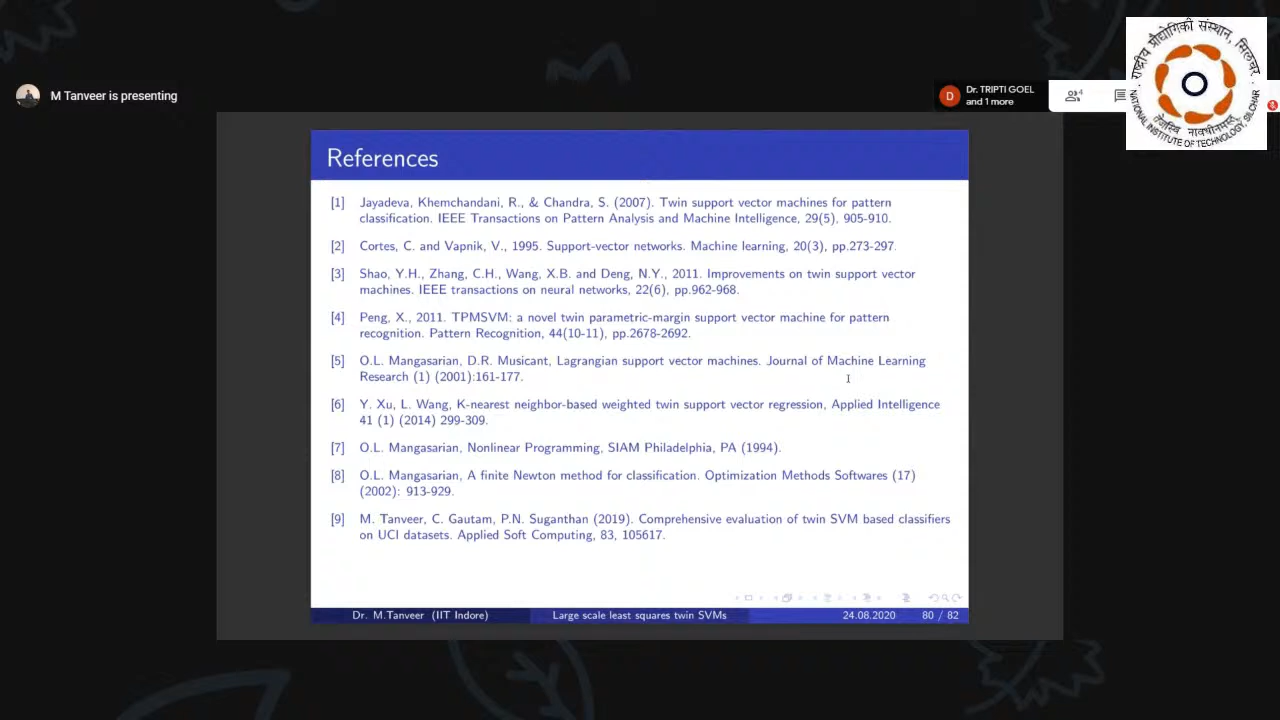 राष्ट्रीय प्रौद्योगिकी संस्थान, सिलचर
M Tanveer is presenting
D
Dr. TRIPTI GOEL
and 1 more
4
NATIONAL INSTITUTE OF TECHNOLOGY, SILCHAR
References
[1] Jayadeva, Khemchandani, R., & Chandra, S. (2007). Twin support vector machines for pattern
classification. IEEE Transactions on Pattern Analysis and Machine Intelligence, 29(5), 905-910.
[2] Cortes, C. and Vapnik, V., 1995. Support-vector networks. Machine learning, 20(3), pp.273-297.
[3] Shao, Y.H., Zhang, C.H., Wang, X.B. and Deng, N.Y., 2011. Improvements on twin support vector
machines. IEEE transactions on neural networks, 22(6), pp.962-968.
[4] Peng, X., 2011. TPMSVM: a novel twin parametric-margin support vector machine for pattern
recognition. Pattern Recognition, 44(10-11), pp.2678-2692.
[5] O.L. Mangasarian, D.R. Musicant, Lagrangian support vector machines. Journal of Machine Learning
Research (1) (2001):161-177.
[6] Y. Xu, L. Wang, K-nearest neighbor-based weighted twin support vector regression, Applied Intelligence
41 (1) (2014) 299-309.
[7] O.L. Mangasarian, Nonlinear Programming, SIAM Philadelphia, PA (1994).
[8] O.L. Mangasarian, A finite Newton method for classification. Optimization Methods Softwares (17)
(2002): 913-929.
[9] M. Tanveer, C. Gautam, P.N. Suganthan (2019). Comprehensive evaluation of twin SVM based classifiers
on UCI datasets. Applied Soft Computing, 83, 105617.
Dr. M.Tanveer (IIT Indore) Large scale least squares twin SVMs 24.08.2020 80 / 82